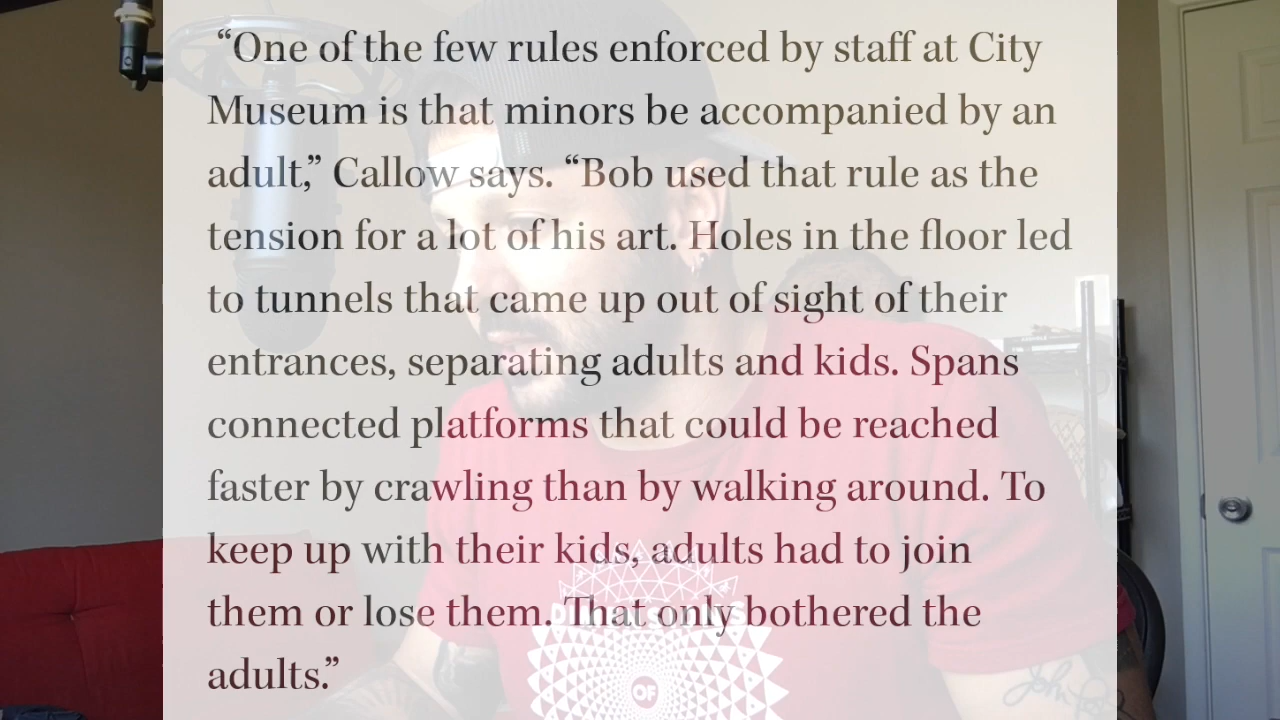 “One of the few rules enforced by staff at City
Museum is that minors be accompanied by an
adult,” Callow says. “Bob used that rule as the
tension for a lot of his art. Holes in the floor led
to tunnels that came up out of sight of their
entrances, separating adults and kids. Spans
connected platforms that could be reached
faster by crawling than by walking around. To
keep up with their kids, adults had to join
them or lose them. That only bothered the
adults.”
OF